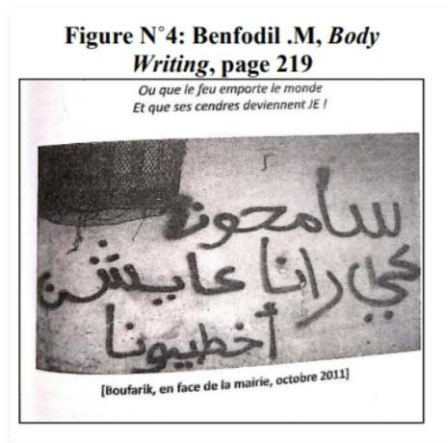 Figure N°4: Benfodil .M, Body
Writing, page 219
Ou que le feu emporte le monde
Et que ses cendres deviennent JE !
سامحونا
كي رانا عايشين
أخطيونا
[Boufarik, en face de la mairie, octobre 2011]